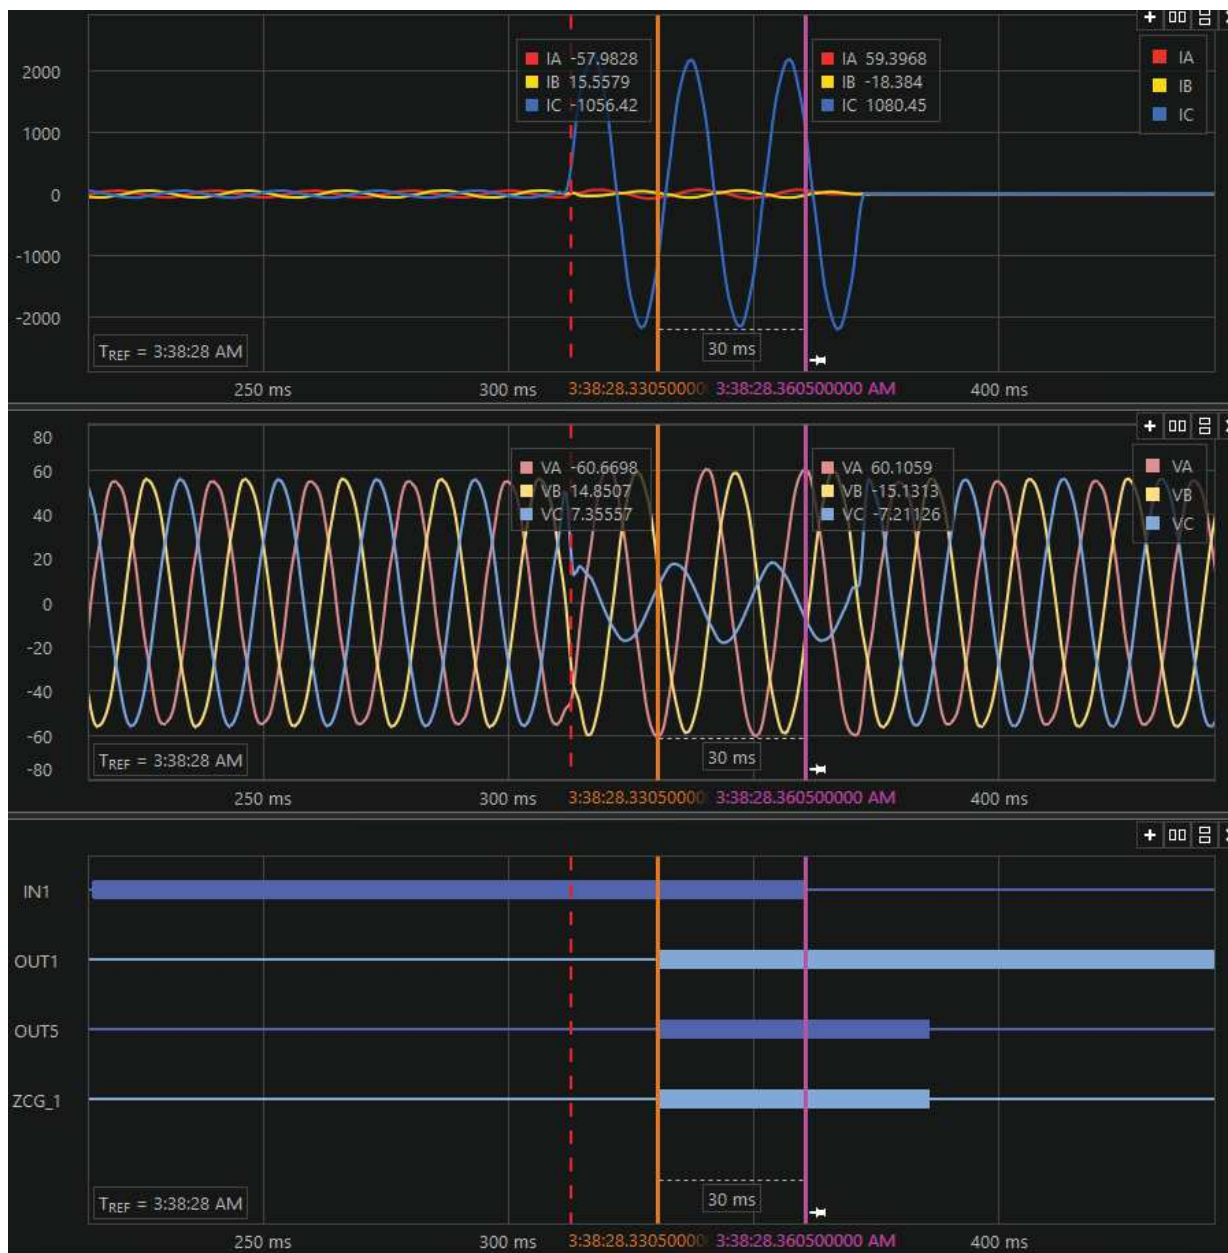 IA -57.9828
IB 15.5579
IC -1056.42
IA 59.3968
IB -18.384
IC 1080.45
IA
IB
IC
2000
1000
0
-1000
-2000
30 ms
TREF = 3:38:28 AM
250 ms
300 ms
3:38:28.33050000
3:38:28.360500000 AM
400 ms
80
60
40
20
0
-20
-40
-60
-80
VA -60.6698
VB 14.8507
VC 7.35557
VA 60.1059
VB -15.1313
VC -7.21126
VA
VB
VC
30 ms
TREF = 3:38:28 AM
250 ms
300 ms
3:38:28.33050000
3:38:28.360500000 AM
400 ms
IN1
OUT1
OUT5
ZCG_1
30 ms
TREF = 3:38:28 AM
250 ms
300 ms
3:38:28.33050000
3:38:28.360500000 AM
400 ms